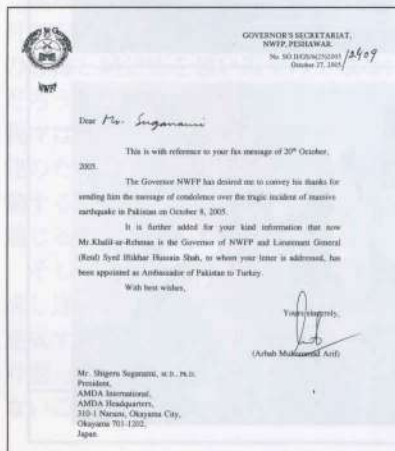 GOVERNOR'S SECRETARIAT,
NWFP, PESHAWAR.
October 27, 2005
NWFP
Dear Mr. Suganami
This is with reference to your fax message of 20th October,
2005.
The Governor NWFP has desired me to convey his thanks for
sending him the message of condolence over the tragic incident of massive
earthquake in Pakistan on October 8, 2005.
It is further added for your kind information that now
Mr.Khalil-ur-Rehman is the Governor of NWFP and Lieutenant General
(Retd) Syed Iftikhar Hussain Shah, to whom your letter is addressed, has
been appointed as Ambassador of Pakistan to Turkey.
With best wishes,
Yours sincerely,
(Arbab Muhammad Arif)
Mr. Shigeru Suganami, M.D., Ph.D.
President,
AMDA International,
AMDA Headquarters,
310-1 Narazu, Okayama City,
Okayama 701-1202,
Japan.